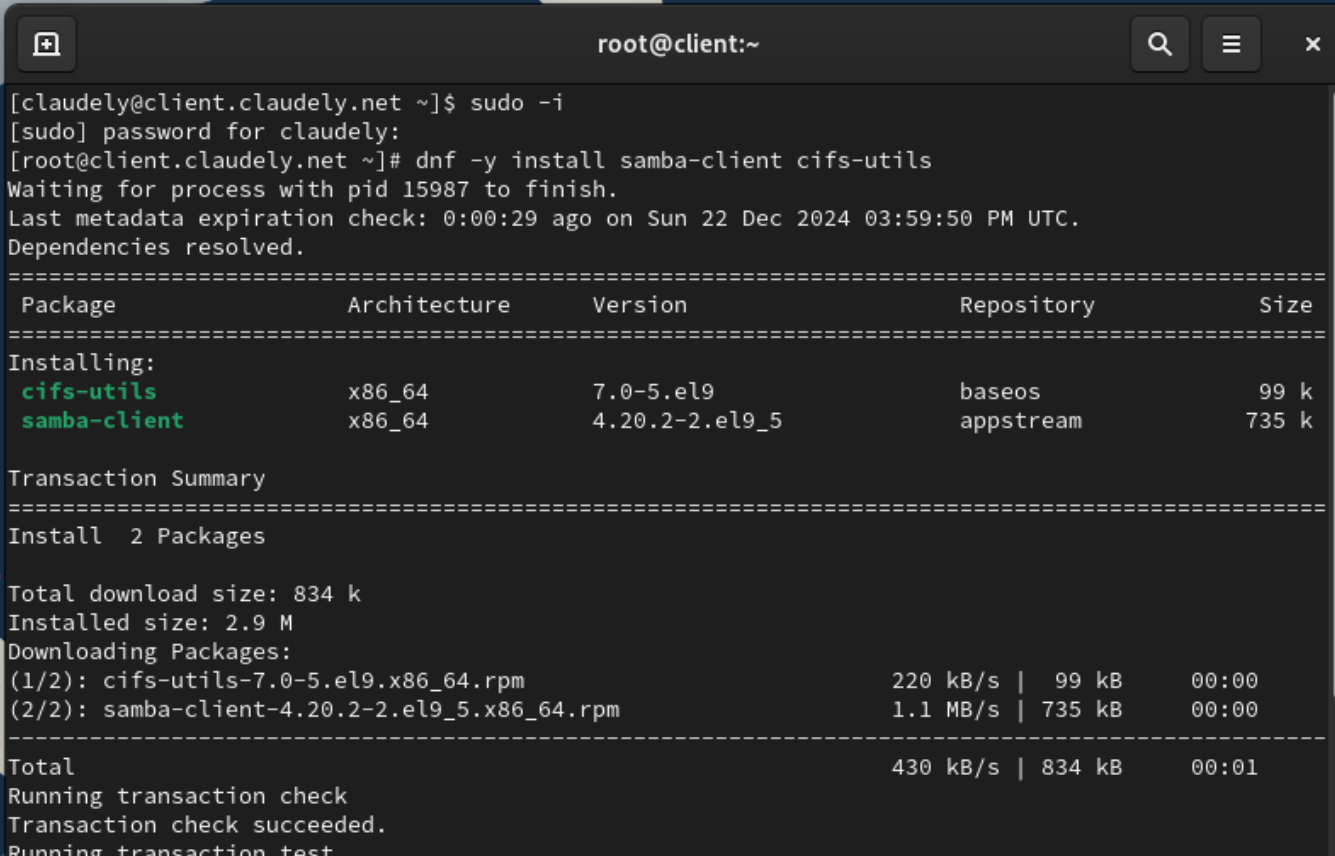 root@client:~
[claudely@client.claudely.net ~]$ sudo -i
[sudo] password for claudely:
[root@client.claudely.net ~]# dnf -y install samba-client cifs-utils
Waiting for process with pid 15987 to finish.
Last metadata expiration check: 0:00:29 ago on Sun 22 Dec 2024 03:59:50 PM UTC.
Dependencies resolved.
================================================================================================
Package Architecture Version Repository Size
================================================================================================
Installing:
cifs-utils x86_64 7.0-5.el9 baseos 99 k
samba-client x86_64 4.20.2-2.el9_5 appstream 735 k
Transaction Summary
================================================================================================
Install  2 Packages
Total download size: 834 k
Installed size: 2.9 M
Downloading Packages:
(1/2): cifs-utils-7.0-5.el9.x86_64.rpm 220 kB/s |  99 kB 00:00
(2/2): samba-client-4.20.2-2.el9_5.x86_64.rpm 1.1 MB/s | 735 kB 00:00
------------------------------------------------------------------------------------------------
Total 430 kB/s | 834 kB 00:01
Running transaction check
Transaction check succeeded.
Running transaction test